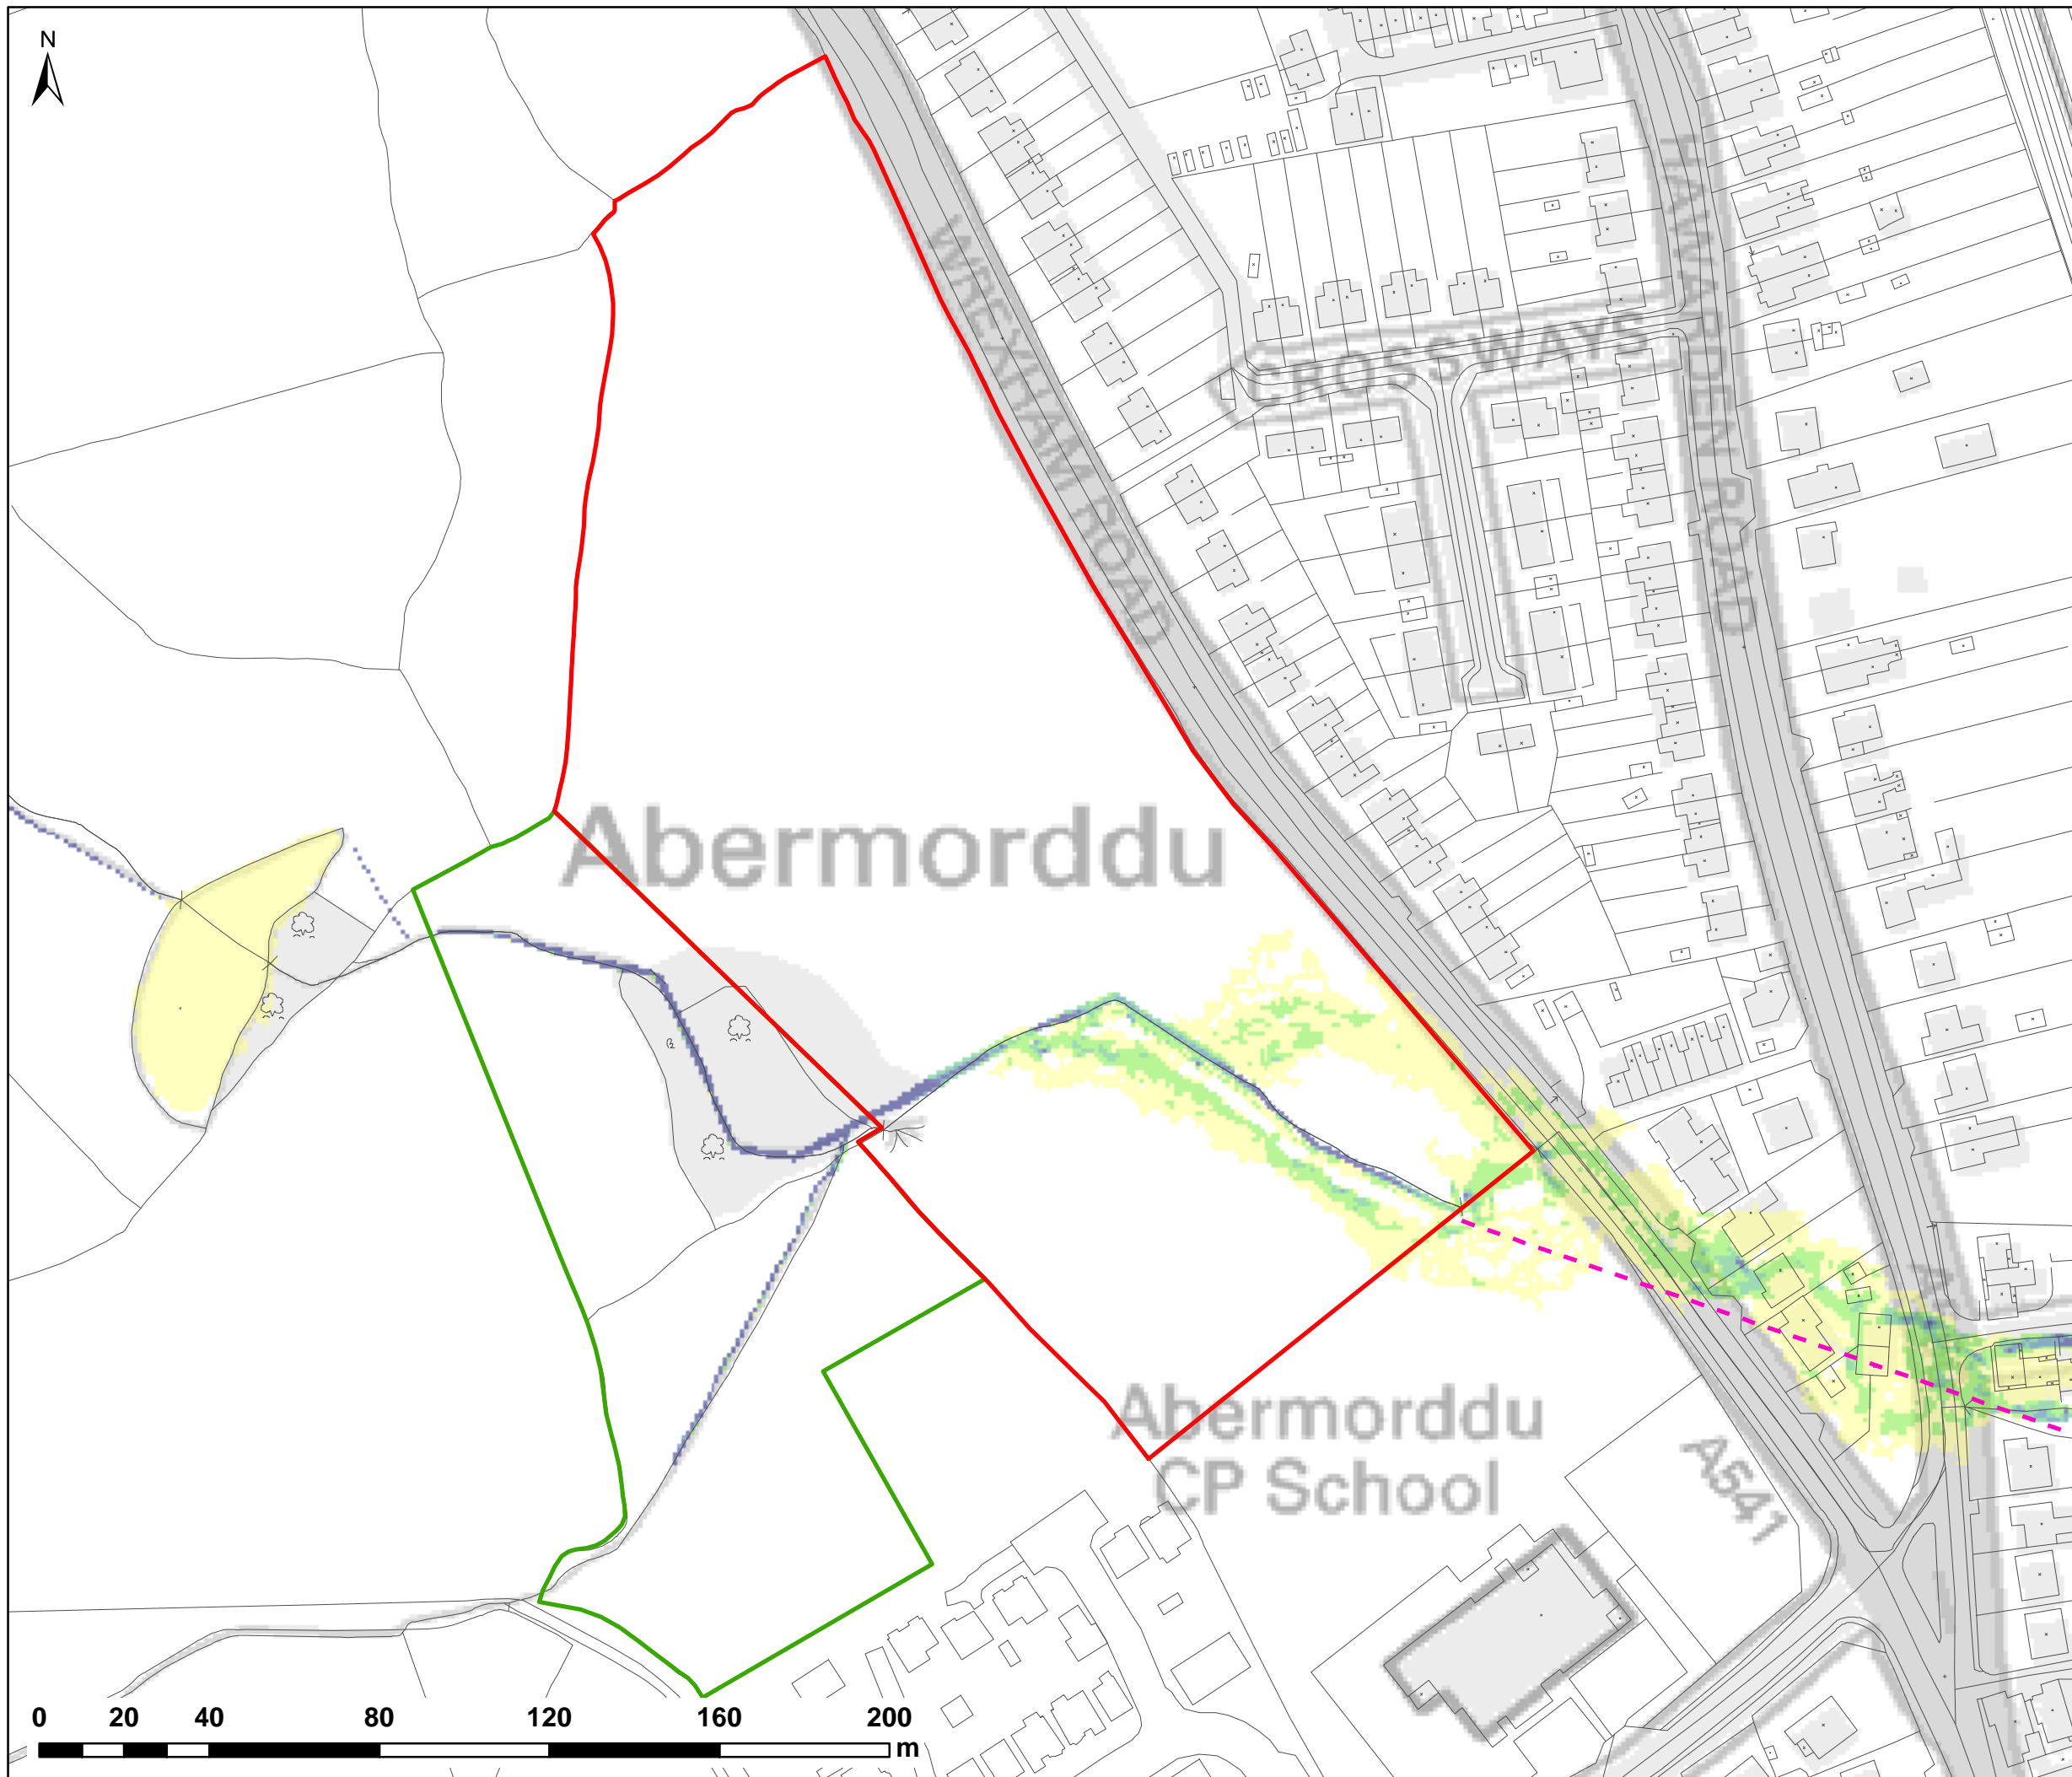 N
WREXHAM ROAD
HAWARDEN ROAD
CROSSWAYS
Abermorddu
Abermorddu
CP School
A541
0 20 40 80 120 160 200
m